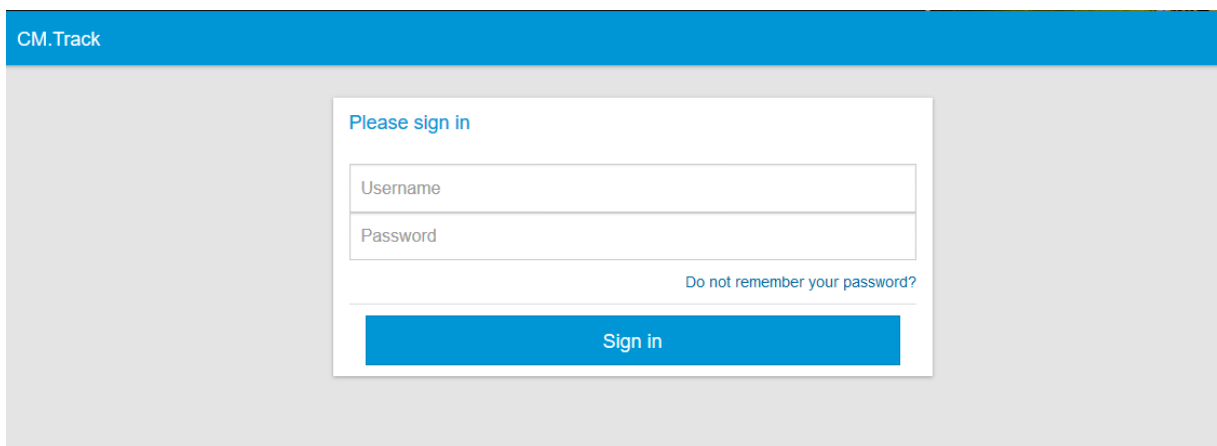 CM.Track
Please sign in
Username
Password
Do not remember your password?
Sign in